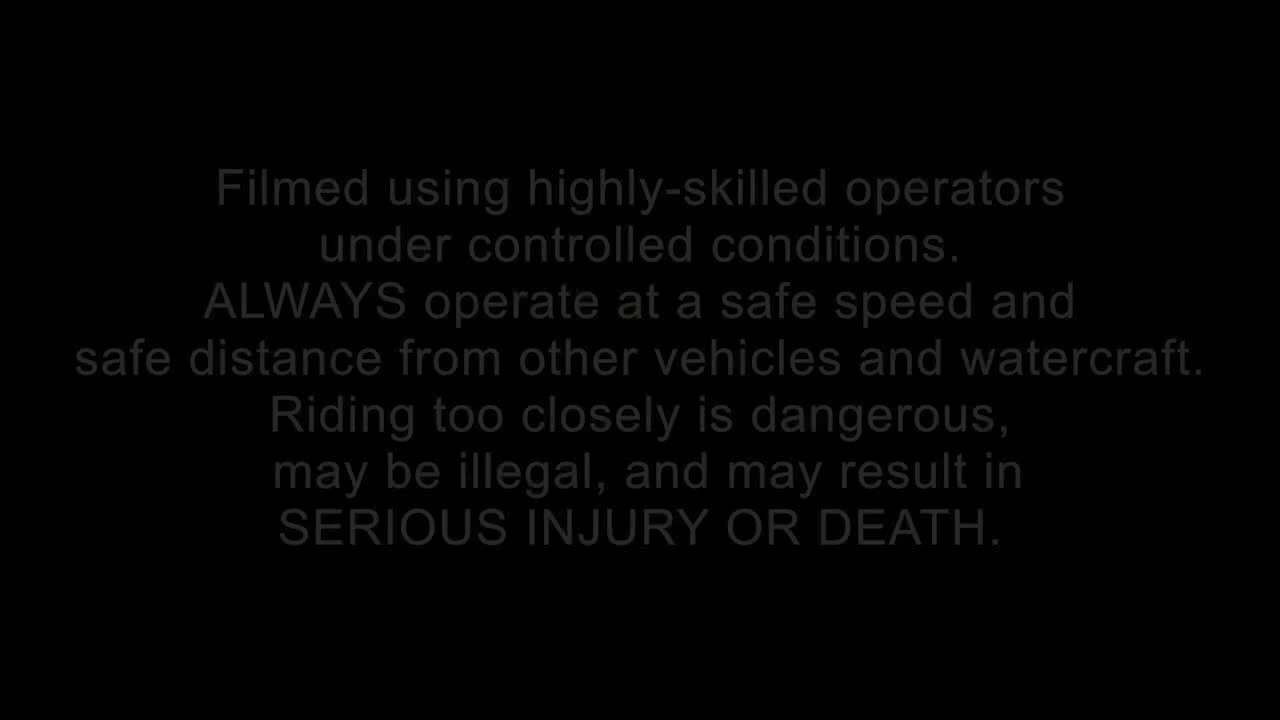 Filmed using highly-skilled operators
under controlled conditions.
ALWAYS operate at a safe speed and
safe distance from other vehicles and watercraft.
Riding too closely is dangerous,
may be illegal, and may result in
SERIOUS INJURY OR DEATH.